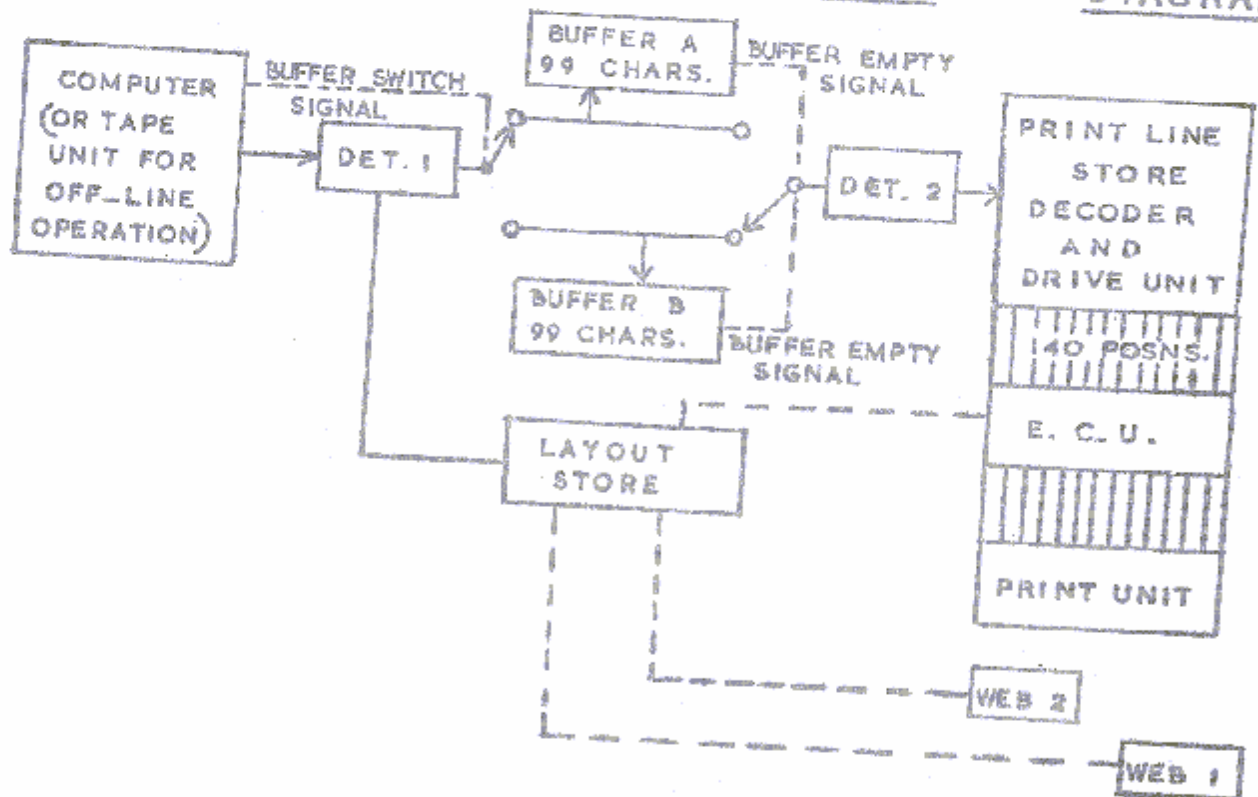 BUFFER A
99 CHARS.
COMPUTER
(OR TAPE
UNIT FOR
OFF-LINE
OPERATION)
BUFFER SWITCH
SIGNAL
DET. 1
BUFFER EMPTY
SIGNAL
DET. 2
PRINT LINE
STORE
DECODER
AND
DRIVE UNIT
BUFFER B
99 CHARS.
BUFFER EMPTY
SIGNAL
140 POSNS.
E. C. U.
LAYOUT
STORE
PRINT UNIT
WEB 2
WEB 1